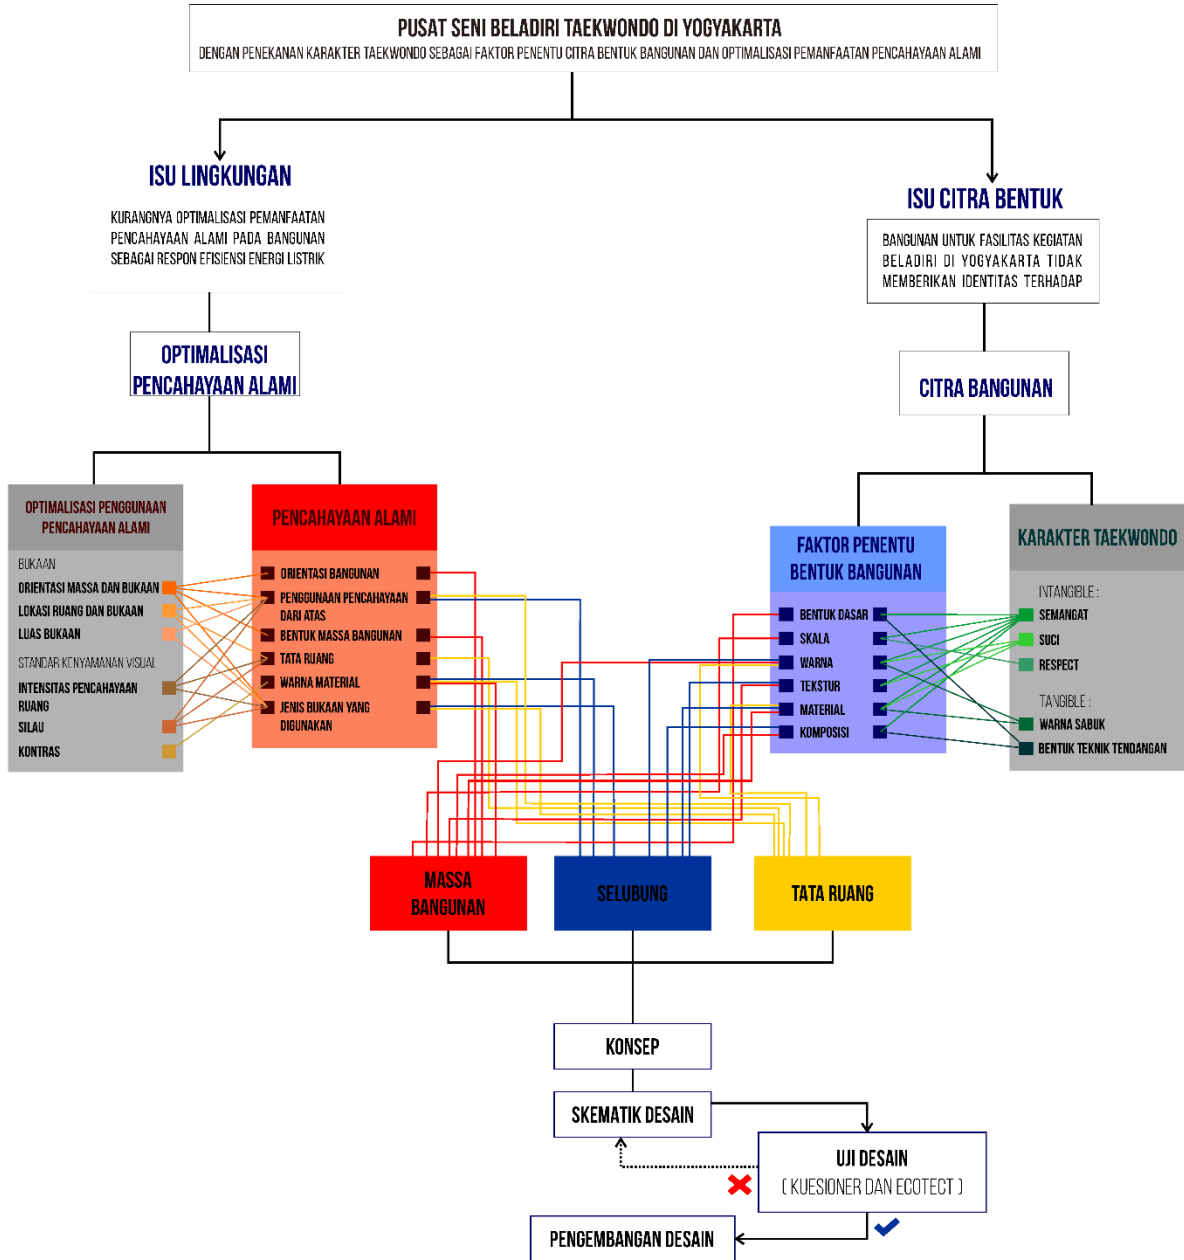 PUSAT SENI BELADIRI TAEKWONDO DI YOGYAKARTA
DENGAN PENEKANAN KARAKTER TAEKWONDO SEBAGAI FAKTOR PENENTU CITRA BENTUK BANGUNAN DAN OPTIMALISASI PEMANFAATAN PENCAHAYAAN ALAMI
ISU LINGKUNGAN
KURANGNYA OPTIMALISASI PEMANFAATAN
PENCAHAYAAN ALAMI PADA BANGUNAN
SEBAGAI RESPON EFISIENSI ENERGI LISTRIK
ISU CITRA BENTUK
BANGUNAN UNTUK FASILITAS KEGIATAN
BELADIRI DI YOGYAKARTA TIDAK
MEMBERIKAN IDENTITAS TERHADAP
OPTIMALISASI
PENCAHAYAAN ALAMI
CITRA BANGUNAN
OPTIMALISASI PENGGUNAAN
PENCAHAYAAN ALAMI
BUKAAN
ORIENTASI MASSA DAN BUKAAN
LOKASI RUANG DAN BUKAAN
LUAS BUKAAN
STANDAR KENYAMANAN VISUAL
INTENSITAS PENCAHAYAAN
RUANG
SILAU
KONTRAS
PENCAHAYAAN ALAMI
ORIENTASI BANGUNAN
PENGGUNAAN PENCAHAYAAN
DARI ATAS
BENTUK MASSA BANGUNAN
TATA RUANG
WARNA MATERIAL
JENIS BUKAAN YANG
DIGUNAKAN
FAKTOR PENENTU
BENTUK BANGUNAN
BENTUK DASAR
SKALA
WARNA
TEKSTUR
MATERIAL
KOMPOSISI
KARAKTER TAEKWONDO
INTANGIBLE :
SEMANGAT
SUCI
RESPECT
TANGIBLE :
WARNA SABUK
BENTUK TEKNIK TENDANGAN
MASSA
BANGUNAN
SELUBUNG
TATA RUANG
KONSEP
SKEMATIK DESAIN
UJI DESAIN
( KUESIONER DAN ECOTECT )
PENGEMBANGAN DESAIN